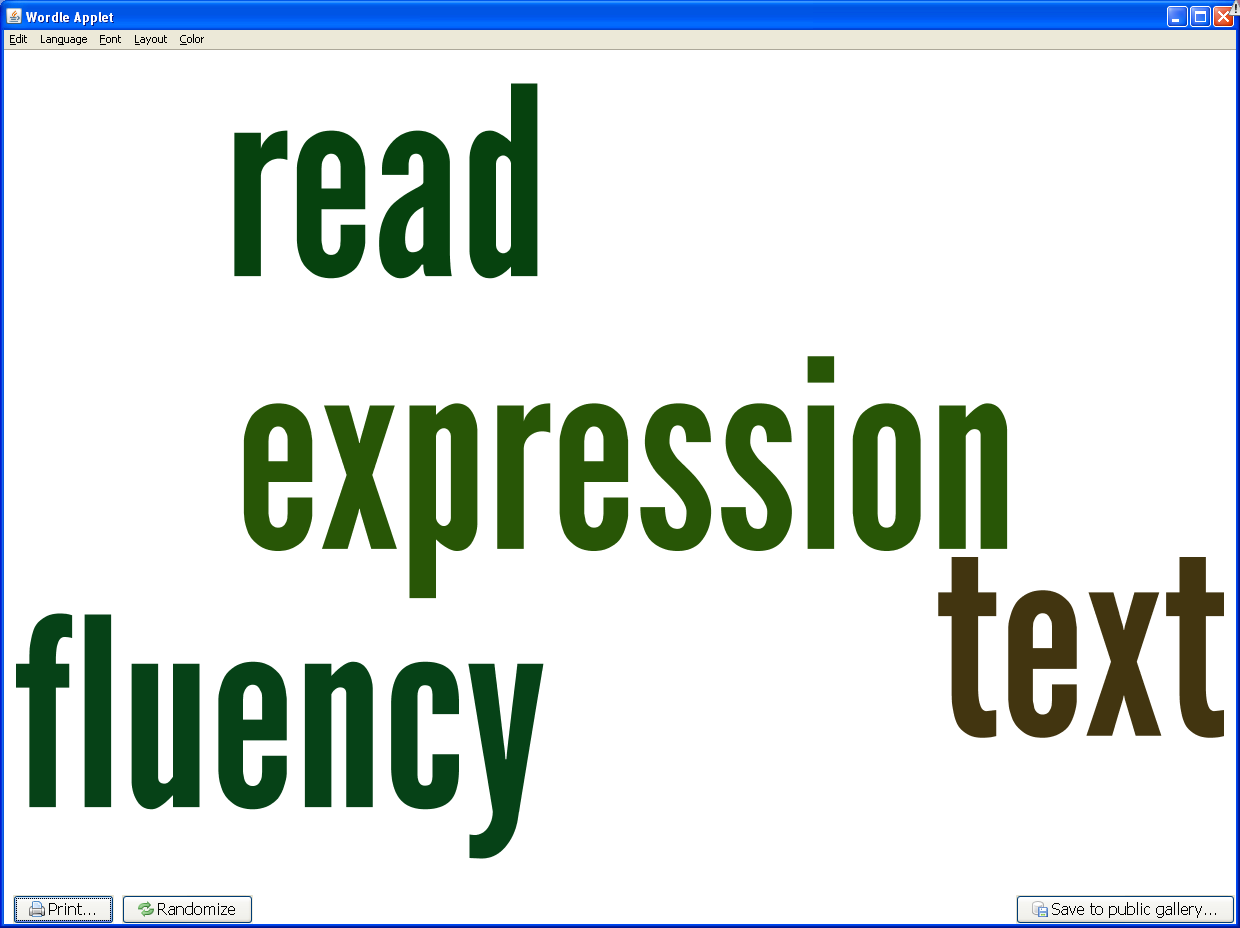 Wordle Applet
Edit Language Font Layout Color
read
expression
text
fluency
Print... Randomize Save to public gallery...